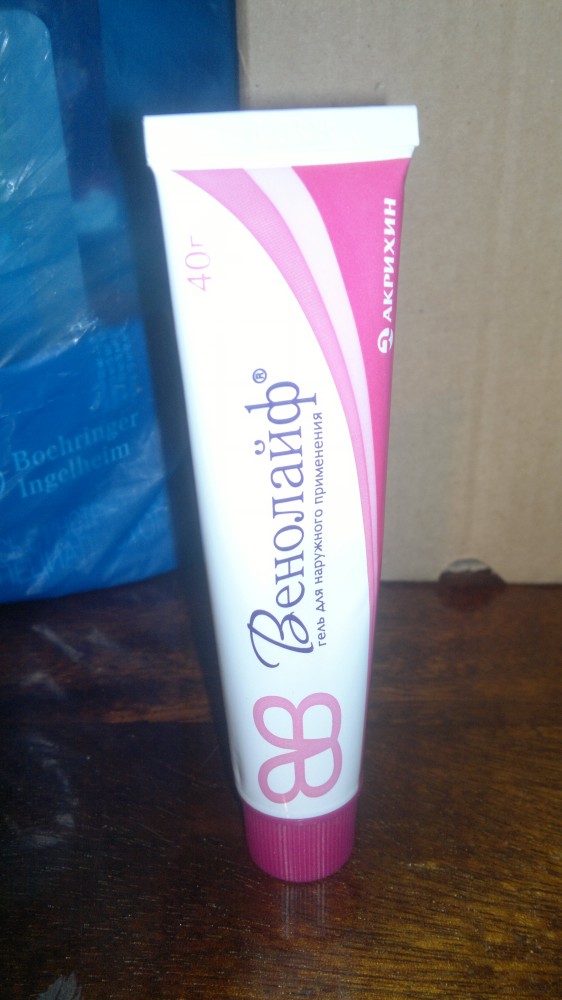 40г
АКРИХИН
Венолайф®
гель для наружного применения
Boehringer
Ingelheim